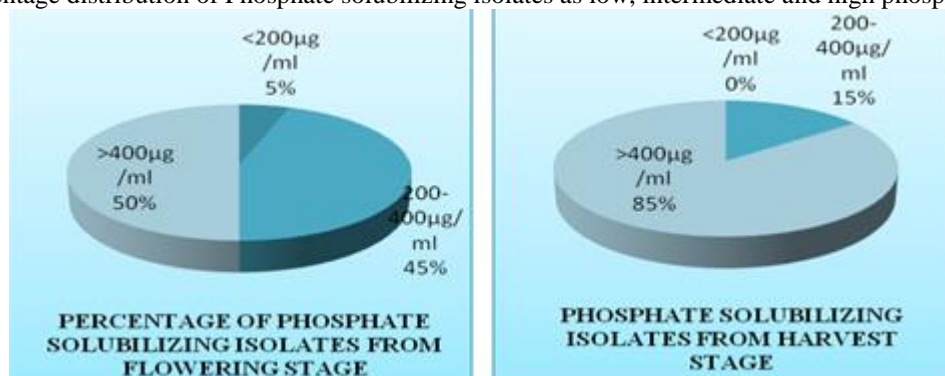 ntage distribution of Phosphate solubilizing isolates as low, intermediate and high phosp
<200µg
/ml
5%
>400µg
/ml
50%
200-
400µg/
ml
45%
PERCENTAGE OF PHOSPHATE
SOLUBILIZING ISOLATES FROM
FLOWERING STAGE
<200µg
/ml
0%
200-
400µg/
ml
15%
>400µg
/ml
85%
PHOSPHATE SOLUBILIZING
ISOLATES FROM HARVEST
STAGE